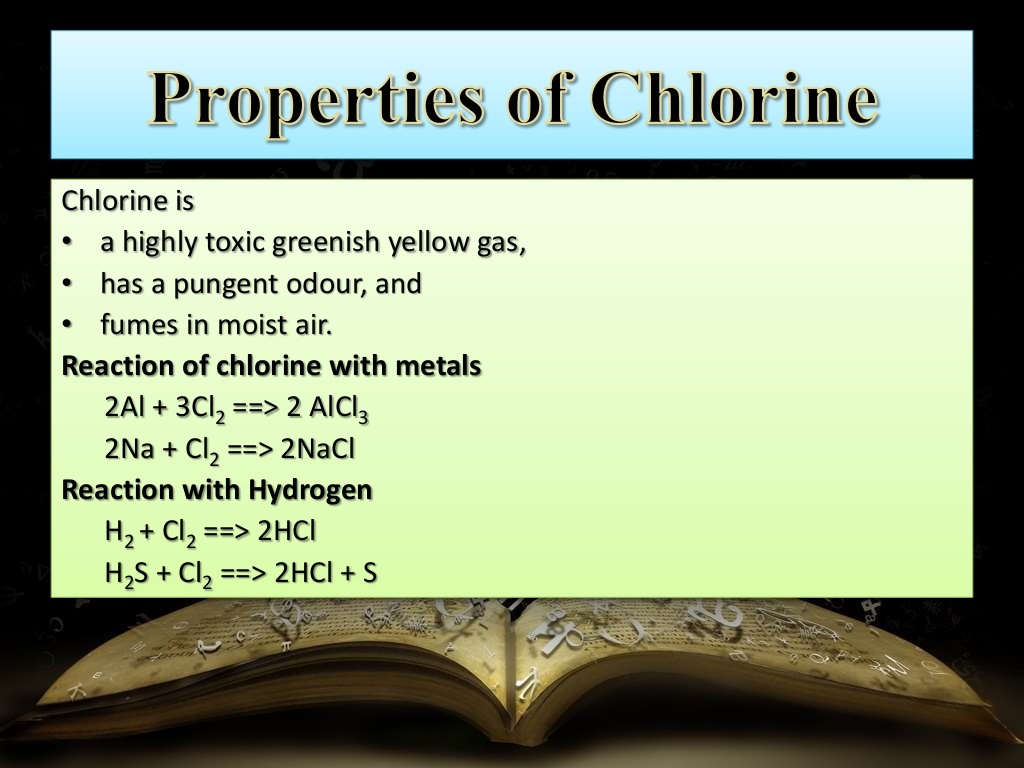 Properties of Chlorine
Chlorine is
• a highly toxic greenish yellow gas,
• has a pungent odour, and
• fumes in moist air.
Reaction of chlorine with metals
2Al + 3Cl₂ ==> 2 AlCl₃
2Na + Cl₂ ==> 2NaCl
Reaction with Hydrogen
H₂ + Cl₂ ==> 2HCl
H₂S + Cl₂ ==> 2HCl + S